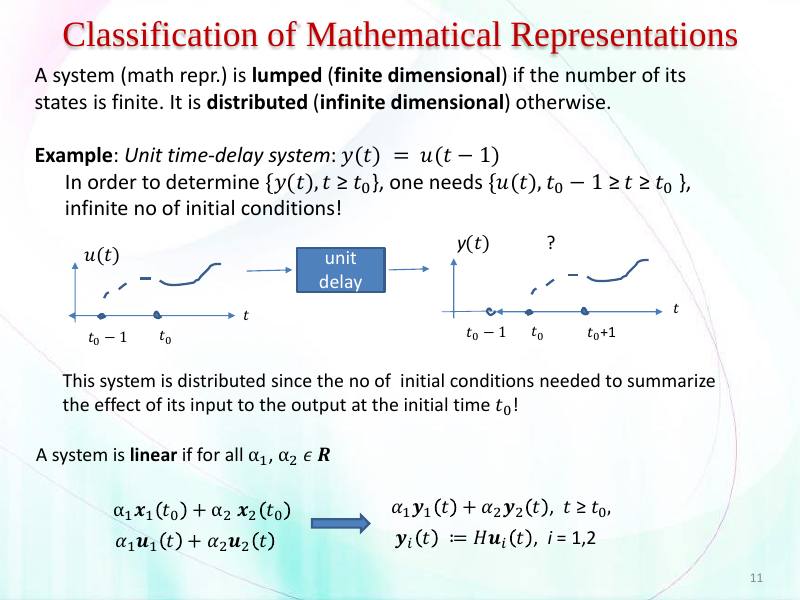 Classification of Mathematical Representations
A system (math repr.) is lumped (finite dimensional) if the number of its
states is finite. It is distributed (infinite dimensional) otherwise.
Example: Unit time-delay system: 𝑦(𝑡) = 𝑢(𝑡 − 1)
In order to determine {𝑦(𝑡), 𝑡 ≥ 𝑡₀}, one needs {𝑢(𝑡), 𝑡₀ − 1 ≥ 𝑡 ≥ 𝑡₀ },
infinite no of initial conditions!
𝑢(𝑡)
unit
delay
y(𝑡)
?
𝑡
𝑡₀ − 1
𝑡₀
𝑡
𝑡₀ − 1
𝑡₀
𝑡₀+1
This system is distributed since the no of initial conditions needed to summarize
the effect of its input to the output at the initial time 𝑡₀!
A system is linear if for all α₁, α₂ 𝜖 𝑹
α₁𝒙₁(𝑡₀) + α₂ 𝒙₂(𝑡₀)
𝛼₁𝒖₁(𝑡) + 𝛼₂𝒖₂(𝑡)
𝛼₁𝒚₁(𝑡) + 𝛼₂𝒚₂(𝑡), 𝑡 ≥ 𝑡₀,
𝒚ᵢ(𝑡) ≔ 𝐻𝒖ᵢ(𝑡), i = 1,2
11